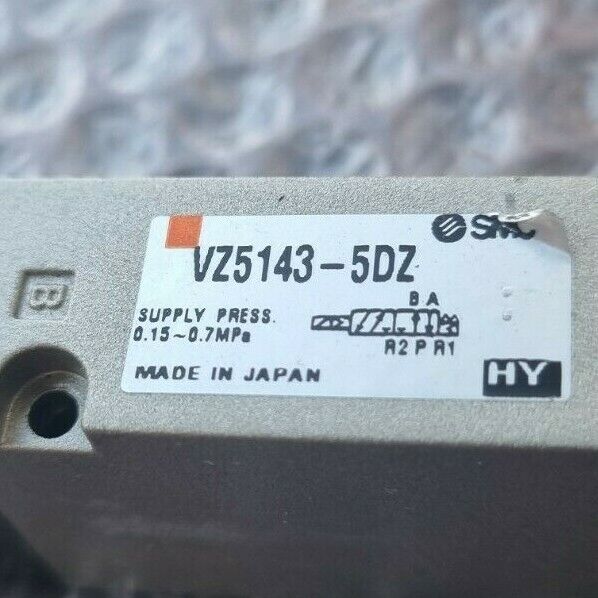 SMC
VZ5143-5DZ
SUPPLY PRESS.
0.15~0.7MPa
B A
R2 P R1
MADE IN JAPAN
HY
B